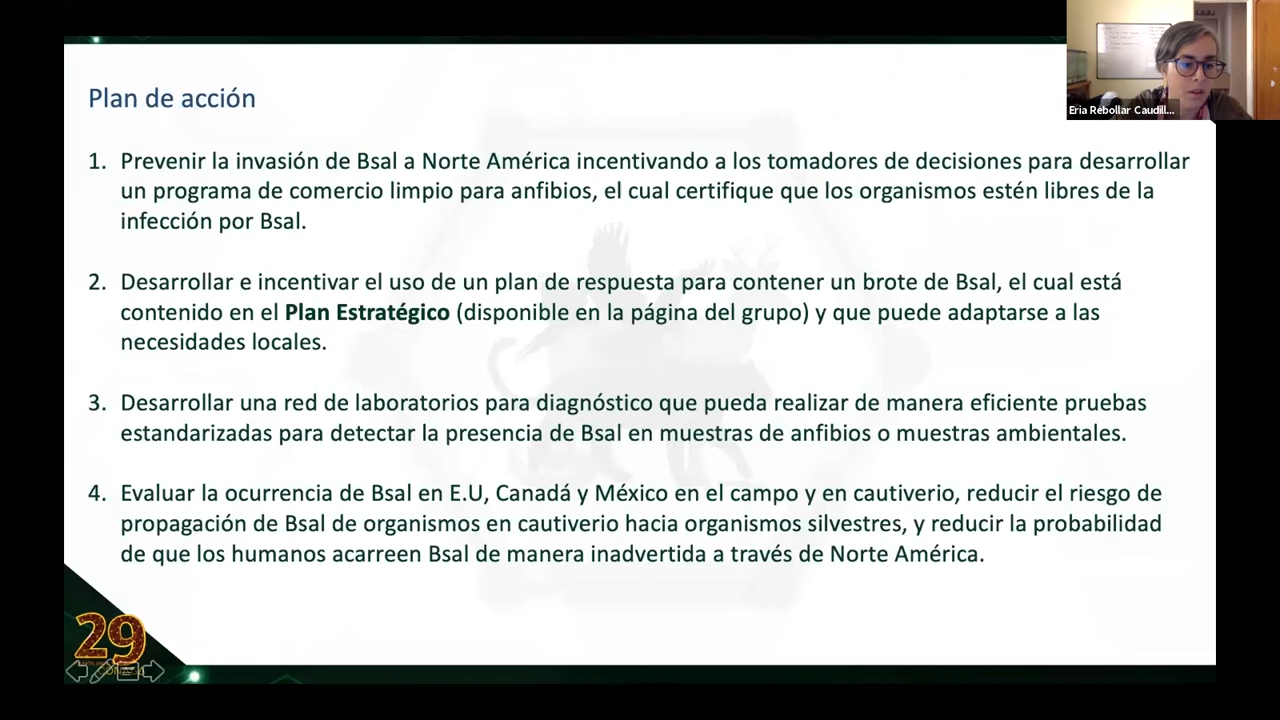 Plan de acción
Eria Rebollar Caudill...
1. Prevenir la invasión de Bsal a Norte América incentivando a los tomadores de decisiones para desarrollar
un programa de comercio limpio para anfibios, el cual certifique que los organismos estén libres de la
infección por Bsal.
2. Desarrollar e incentivar el uso de un plan de respuesta para contener un brote de Bsal, el cual está
contenido en el Plan Estratégico (disponible en la página del grupo) y que puede adaptarse a las
necesidades locales.
3. Desarrollar una red de laboratorios para diagnóstico que pueda realizar de manera eficiente pruebas
estandarizadas para detectar la presencia de Bsal en muestras de anfibios o muestras ambientales.
4. Evaluar la ocurrencia de Bsal en E.U, Canadá y México en el campo y en cautiverio, reducir el riesgo de
propagación de Bsal de organismos en cautiverio hacia organismos silvestres, y reducir la probabilidad
de que los humanos acarreen Bsal de manera inadvertida a través de Norte América.
29